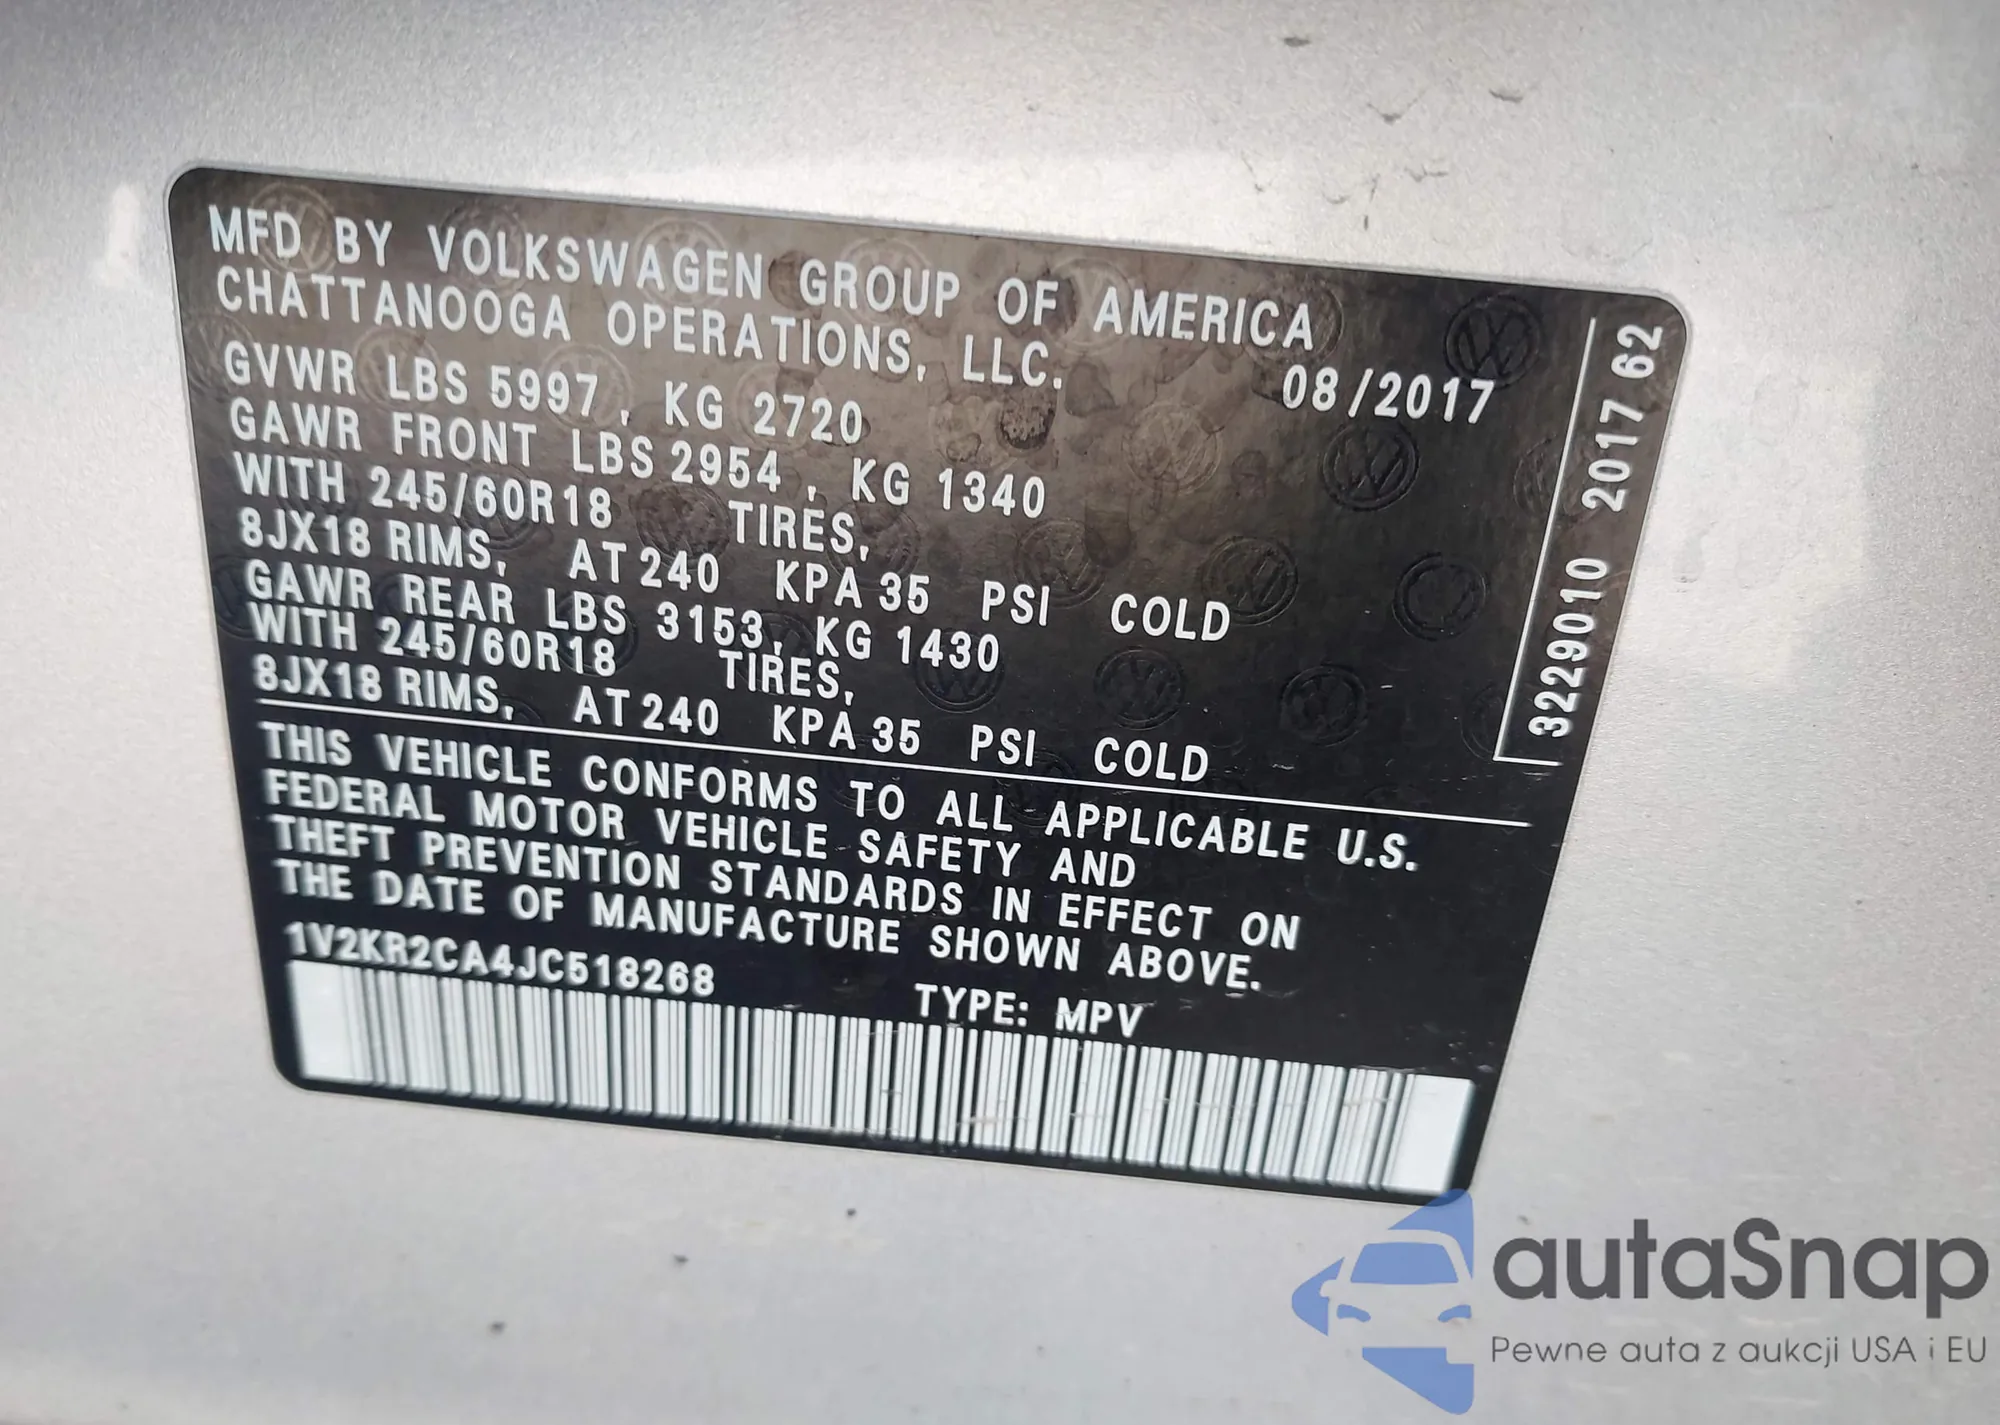 MFD BY VOLKSWAGEN GROUP OF AMERICA
CHATTANOOGA OPERATIONS, LLC.
08/2017
GVWR LBS 5997, KG 2720
GAWR FRONT LBS 2954, KG 1340
WITH 245/60R18 TIRES,
8JX18 RIMS, AT 240 KPA 35 PSI COLD
GAWR REAR LBS 3153, KG 1430
WITH 245/60R18 TIRES,
8JX18 RIMS, AT 240 KPA 35 PSI COLD
THIS VEHICLE CONFORMS TO ALL APPLICABLE U.S.
FEDERAL MOTOR VEHICLE SAFETY AND
THEFT PREVENTION STANDARDS IN EFFECT ON
THE DATE OF MANUFACTURE SHOWN ABOVE.
1V2KR2CA4JC518268 TYPE: MPV
3229010 2017 62
autaSnap
Pewne auta z aukcji USA i EU